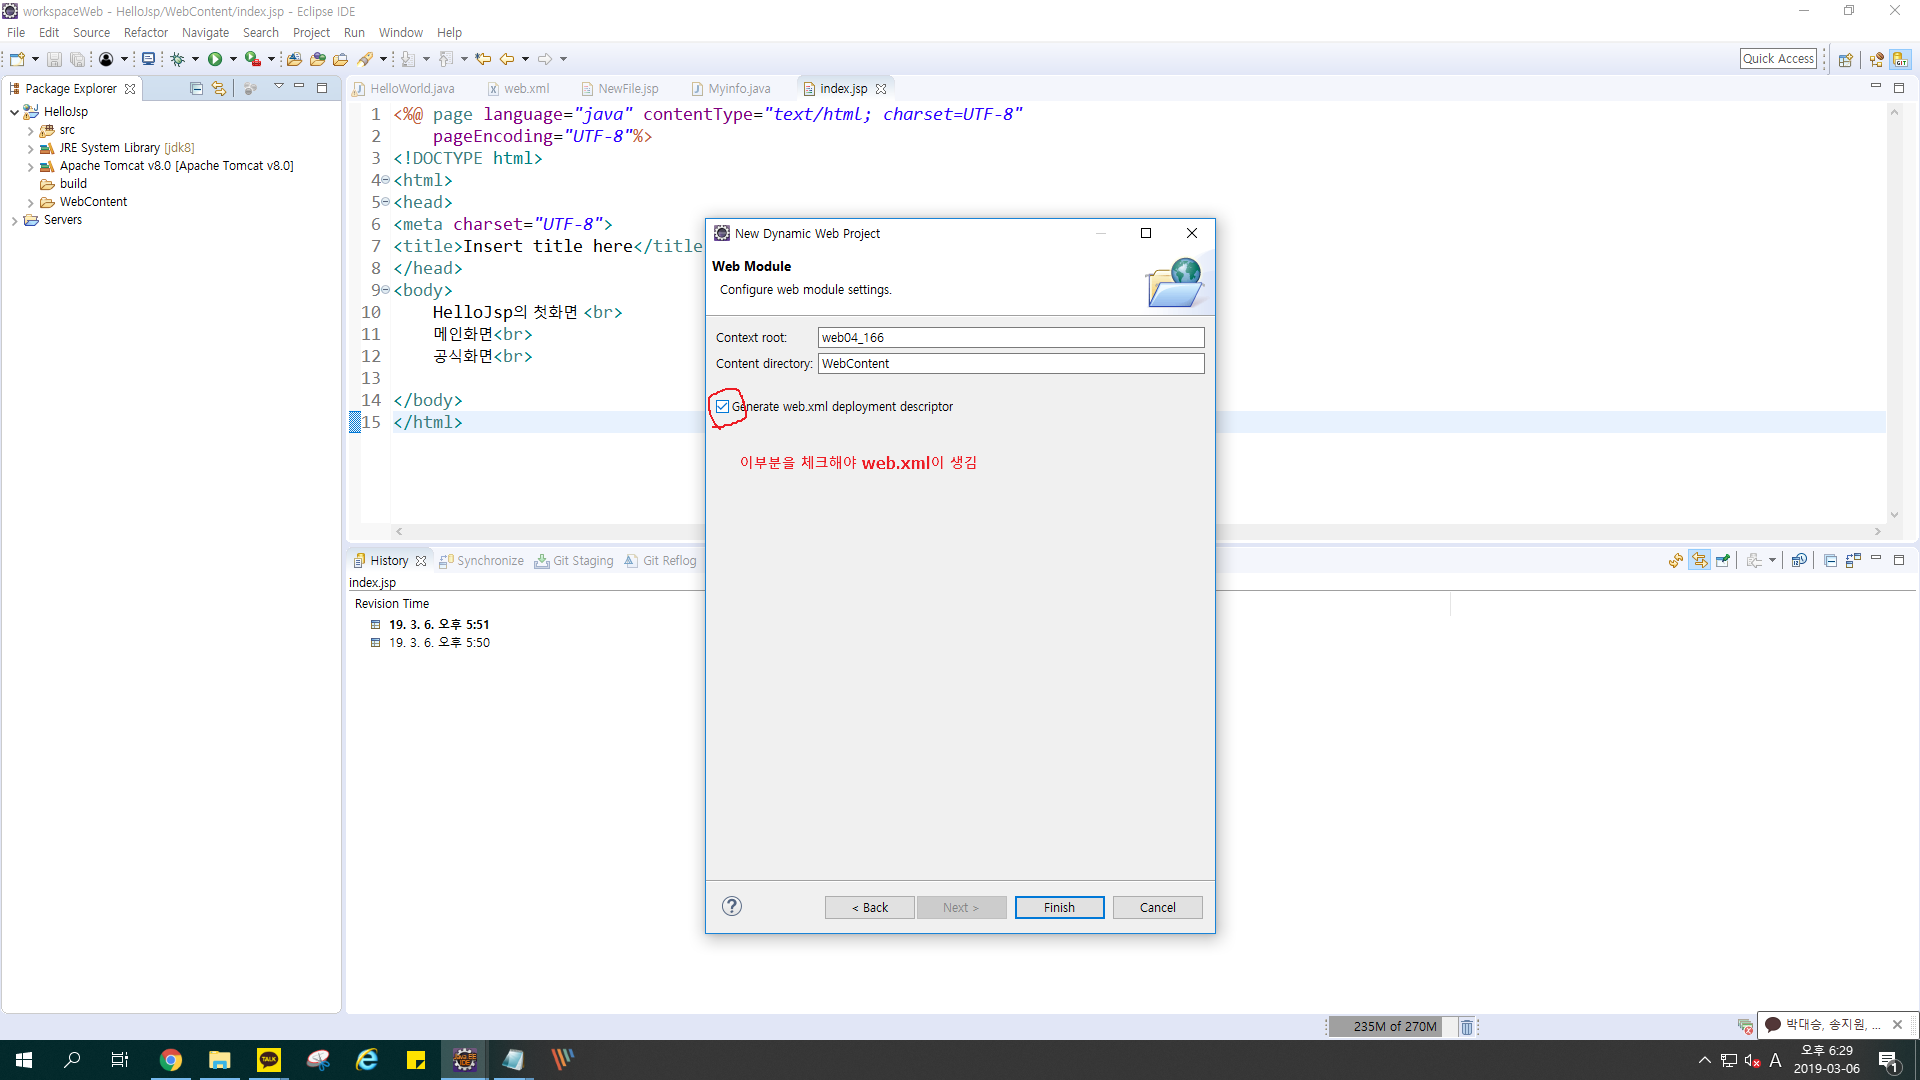 workspaceWeb - HelloJsp/WebContent/index.jsp - Eclipse IDE
File Edit Source Refactor Navigate Search Project Run Window Help
Quick Access
Package Explorer
HelloJsp
src
JRE System Library [jdk8]
Apache Tomcat v8.0 [Apache Tomcat v8.0]
build
WebContent
Servers
HelloWorld.java web.xml NewFile.jsp Myinfo.java index.jsp
1 <%@ page language="java" contentType="text/html; charset=UTF-8"
2 pageEncoding="UTF-8"%>
3 <!DOCTYPE html>
4 <html>
5 <head>
6 <meta charset="UTF-8">
7 <title>Insert title here</title
8 </head>
9 <body>
10 HelloJsp의 첫화면 <br>
11 메인화면<br>
12 공식화면<br>
13
14 </body>
15 </html>
New Dynamic Web Project
Web Module
Configure web module settings.
Context root: web04_166
Content directory: WebContent
Generate web.xml deployment descriptor
이부분을 체크해야 web.xml이 생김
< Back Next > Finish Cancel
History Synchronize Git Staging Git Reflog
index.jsp
Revision Time
19. 3. 6. 오후 5:51
19. 3. 6. 오후 5:50
235M of 270M
박대승, 송지원, ...
TALK
A
오후 6:29
2019-03-06
1